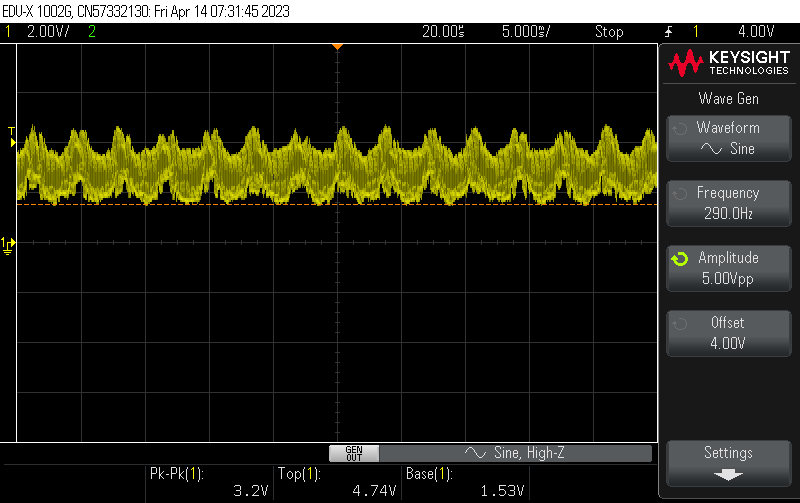 EDU-X 1002G, CN57332130: Fri Apr 14 07:31:45 2023
1 2.00V/ 2 20.00s 5.000s/ Stop 1 4.00V
KEYSIGHT
TECHNOLOGIES
Wave Gen
Waveform
Sine
Frequency
290.0Hz
Amplitude
5.00Vpp
Offset
4.00V
T
1
GEN
OUT
Sine, High-Z
Settings
Pk-Pk(1):
3.2V
Top(1):
4.74V
Base(1):
1.53V